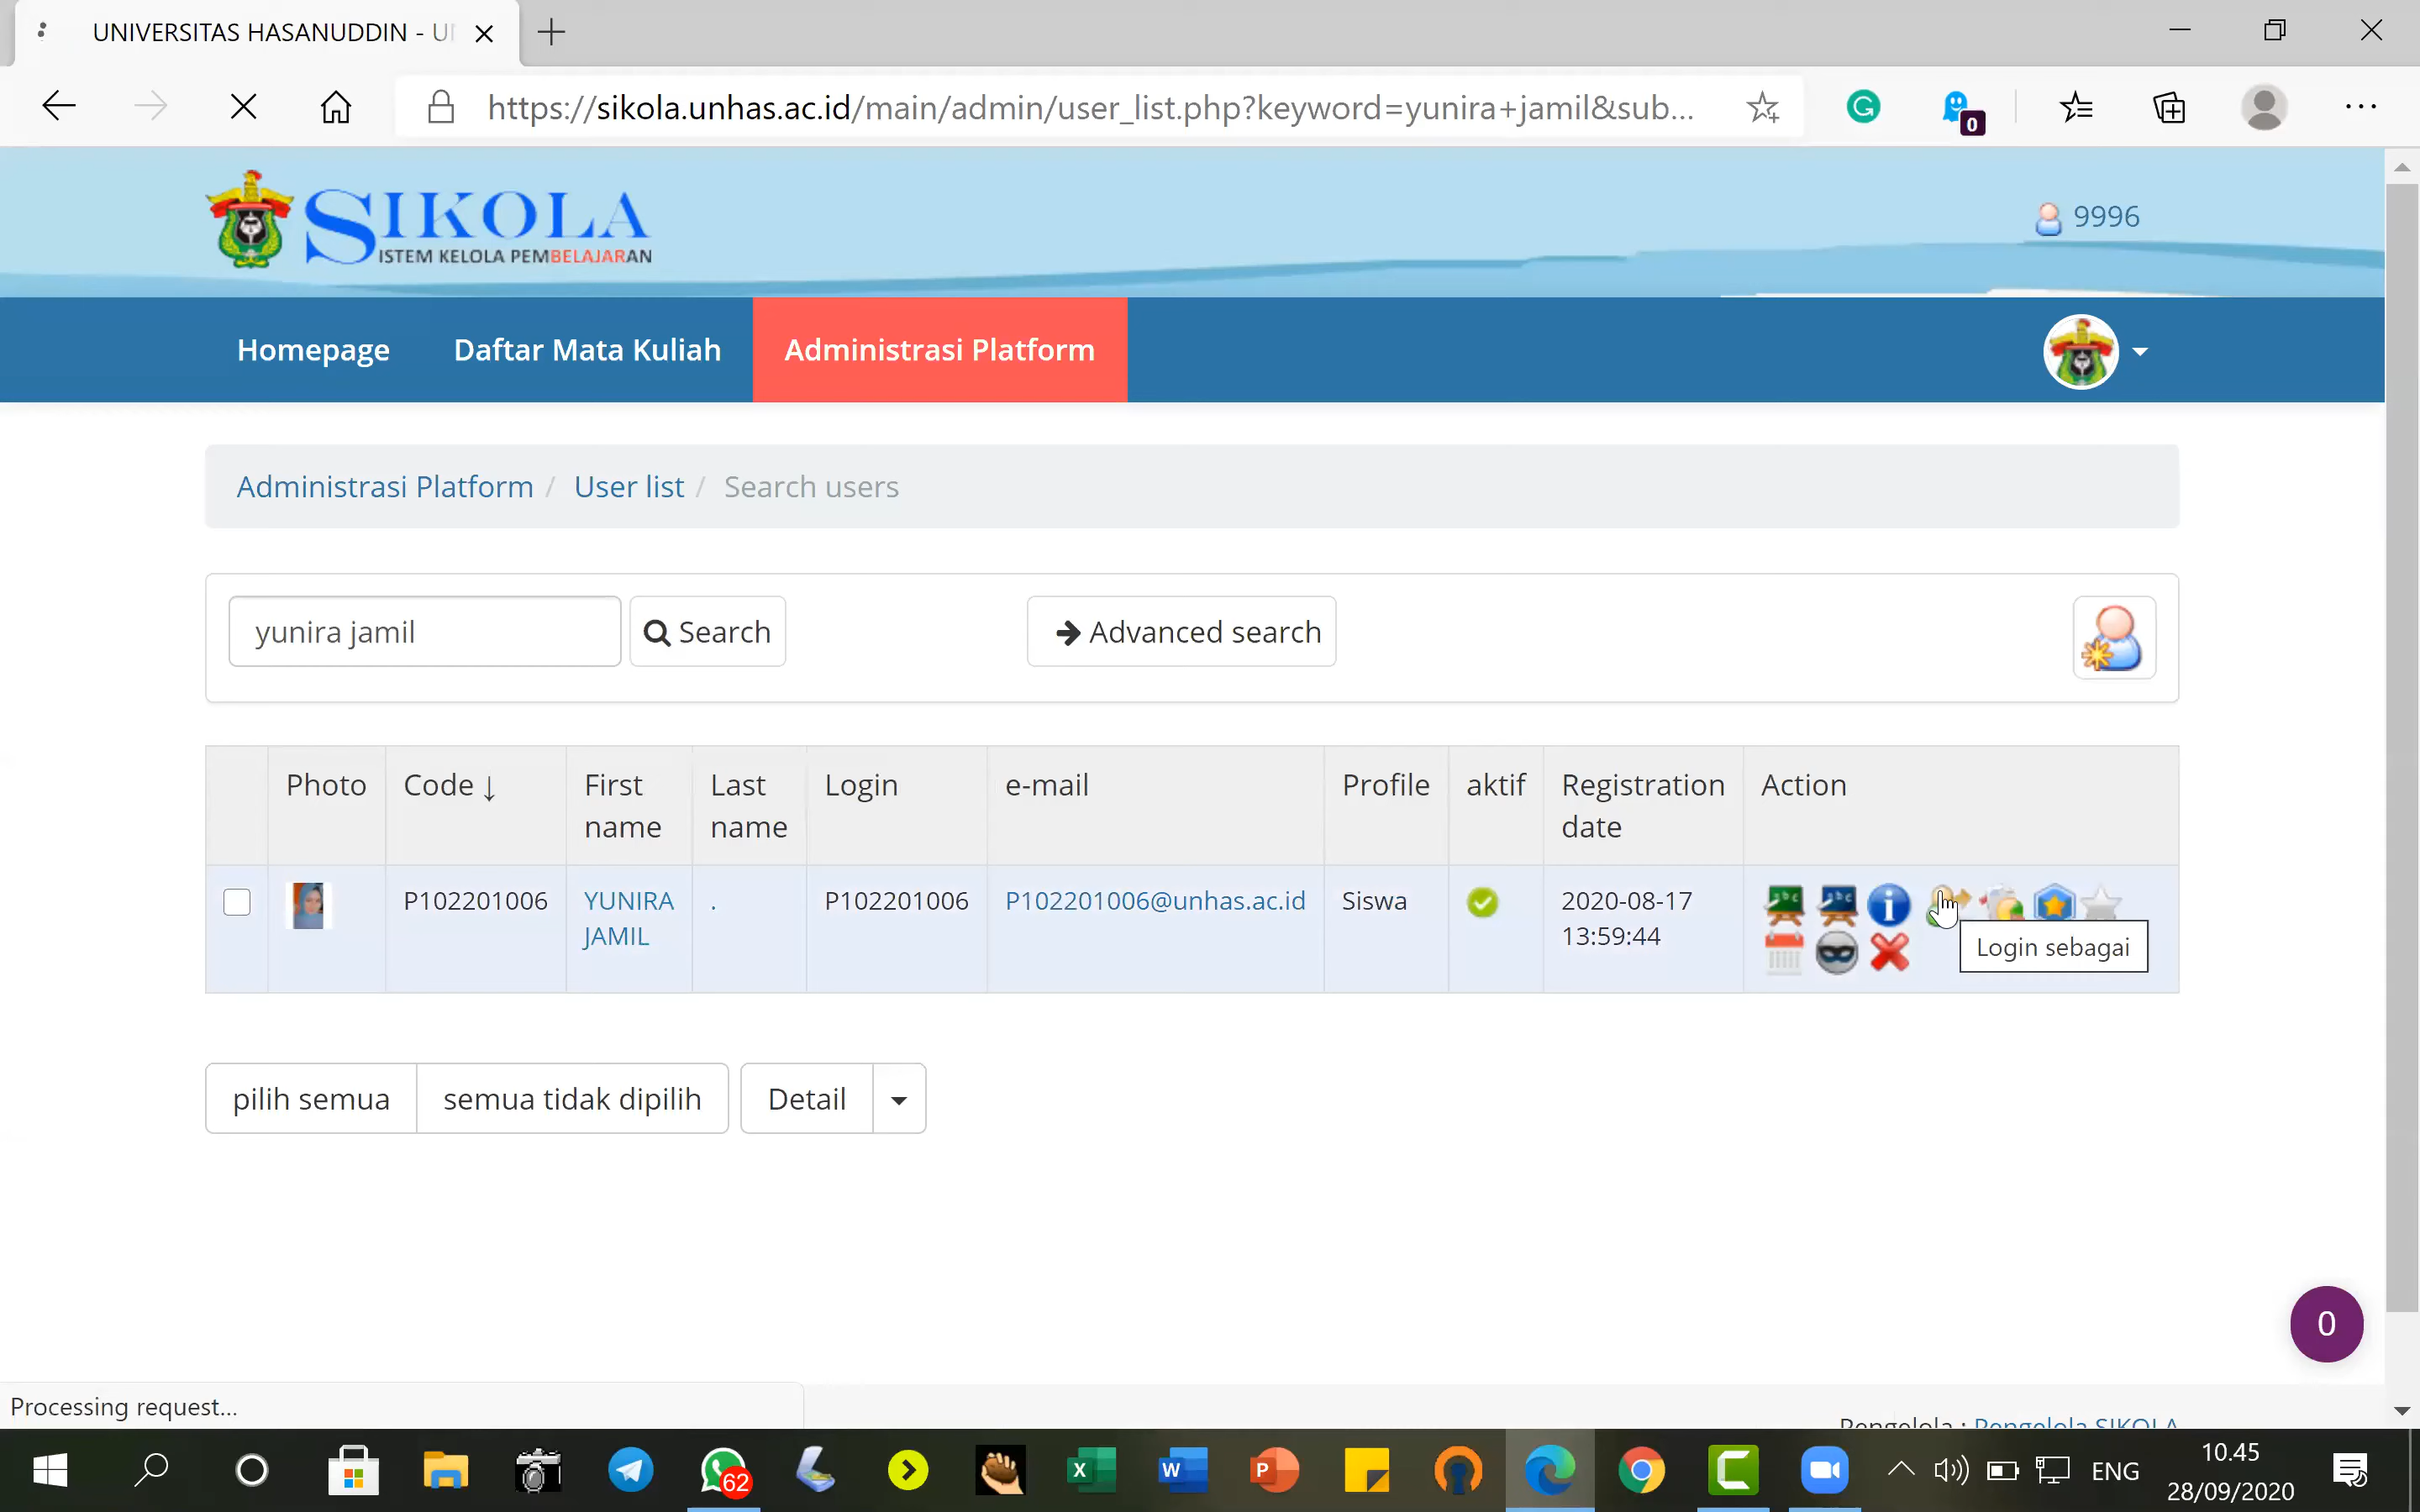 UNIVERSITAS HASANUDDIN - U
https://sikola.unhas.ac.id/main/admin/user_list.php?keyword=yunira+jamil&sub...
0
SIKOLA
ISTEM KELOLA PEMBELAJARAN
9996
Homepage
Daftar Mata Kuliah
Administrasi Platform
Administrasi Platform / User list / Search users
yunira jamil
Search
Advanced search
Photo
Code ↓
First name
Last name
Login
e-mail
Profile
aktif
Registration date
Action
P102201006
YUNIRA JAMIL
.
P102201006
P102201006@unhas.ac.id
Siswa
2020-08-17
13:59:44
Login sebagai
pilih semua
semua tidak dipilih
Detail
0
Processing request...
Pengelola : Pengelola SIKOLA
62
ENG
10.45
28/09/2020